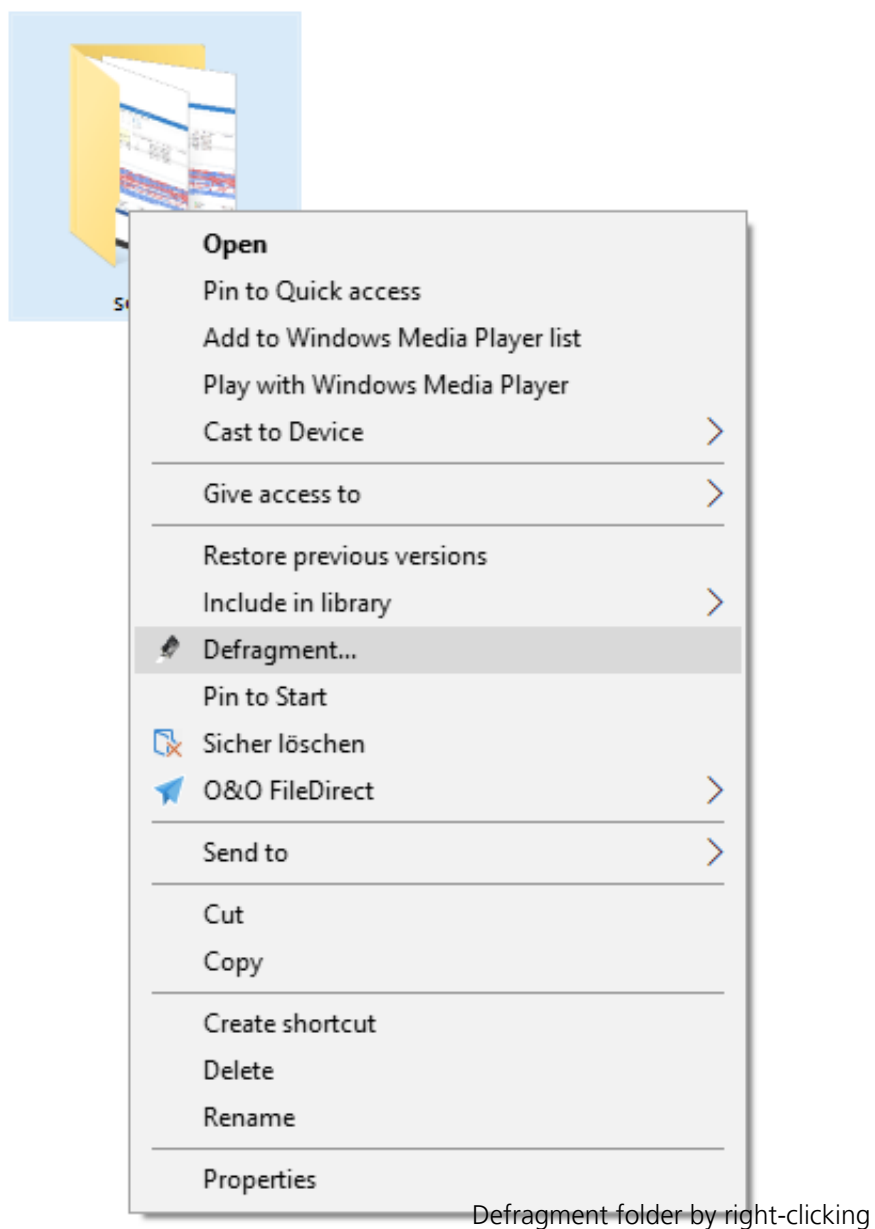 Open
Pin to Quick access
Add to Windows Media Player list
Play with Windows Media Player
Cast to Device
Give access to
Restore previous versions
Include in library
Defragment...
Pin to Start
Sicher löschen
O&O FileDirect
Send to
Cut
Copy
Create shortcut
Delete
Rename
Properties
Defragment folder by right-clicking